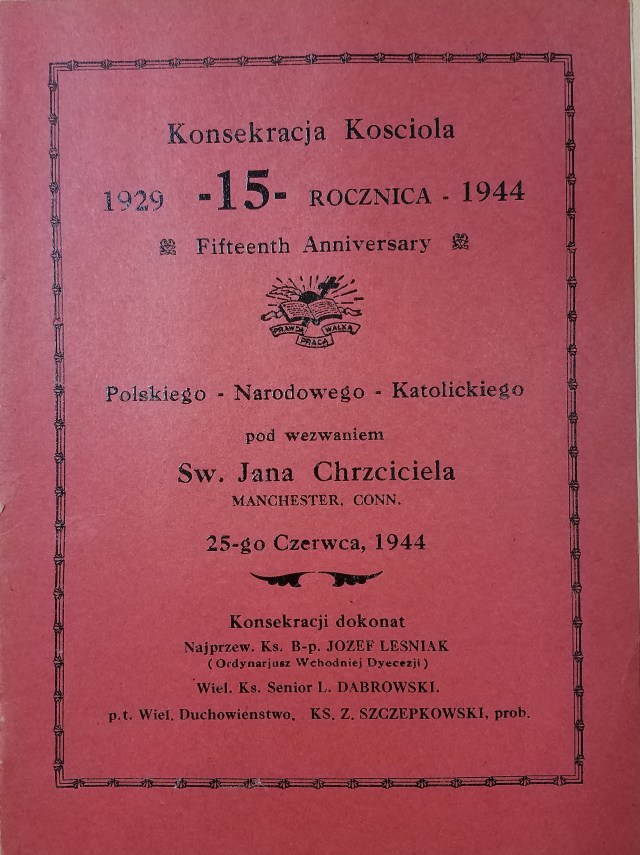 Konsekracja Kosciola
1929 -15- ROCZNICA - 1944
Fifteenth Anniversary
PRAWDA PRACA WALKA
Polskiego - Narodowego - Katolickiego
pod wezwaniem
Sw. Jana Chrzciciela
MANCHESTER, CONN.
25-go Czerwca, 1944
Konsekracji dokonat
Najprzew. Ks. B-p. JOZEF LESNIAK
(Ordynarjusz Wchodniej Dyecezji)
Wiel. Ks. Senior L. DABROWSKI.
p.t. Wiel. Duchowienstwo. KS. Z. SZCZEPKOWSKI, prob.